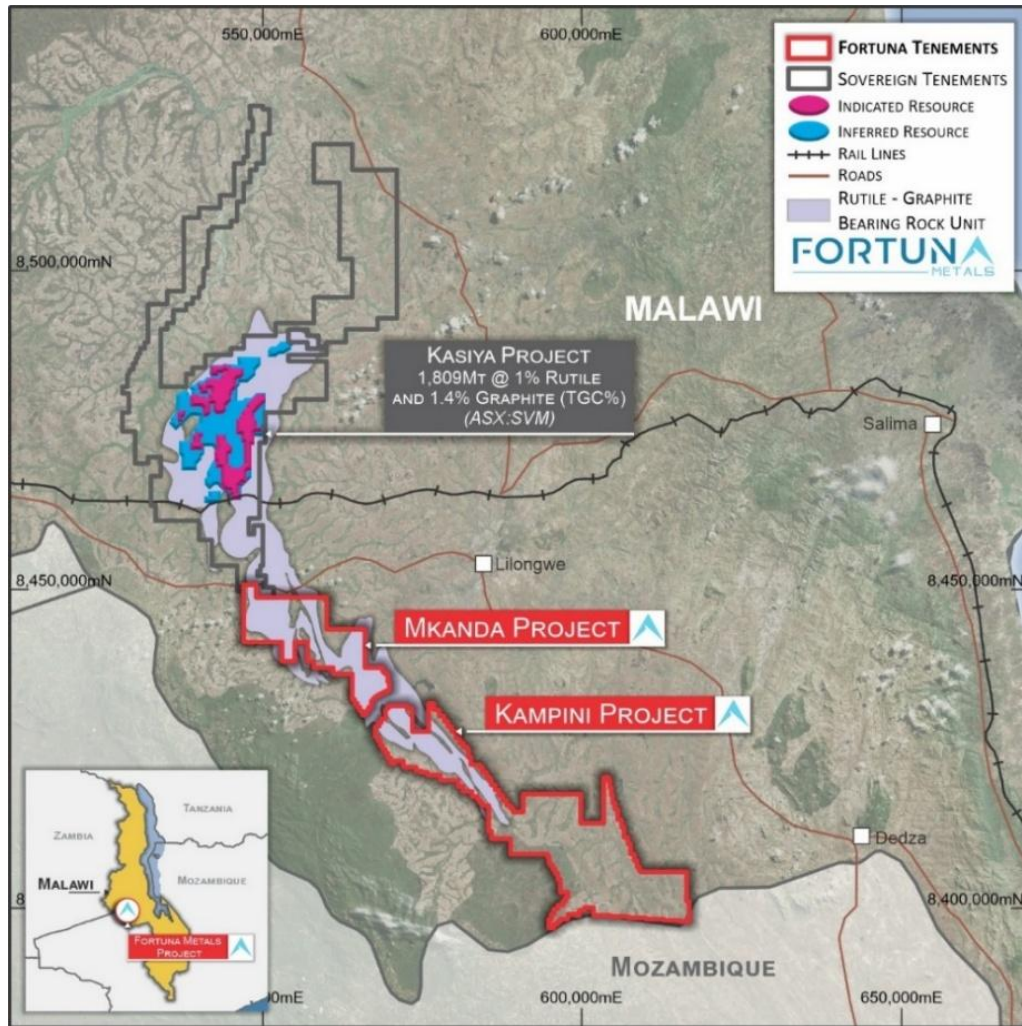 550,000mE
600,000mE
FORTUNA TENEMENTS
SOVEREIGN TENEMENTS
INDICATED RESOURCE
INFERRED RESOURCE
RAIL LINES
ROADS
RUTILE - GRAPHITE
BEARING ROCK UNIT
FORTUNA
METALS
8,500,000mN
MALAWI
KASIYA PROJECT
1,809MT @ 1% RUTILE
AND 1.4% GRAPHITE (TGC%)
(ASX:SVM)
Salima
Lilongwe
8,450,000mN
8,450,000mN
MKANDA PROJECT
KAMPINI PROJECT
TANZANIA
ZAMBIA
MALAWI
MOZAMBIQUE
FORTUNA METALS
PROJECT
Dedza
8,400,000mN
MOZAMBIQUE
600,000mE
650,000mE